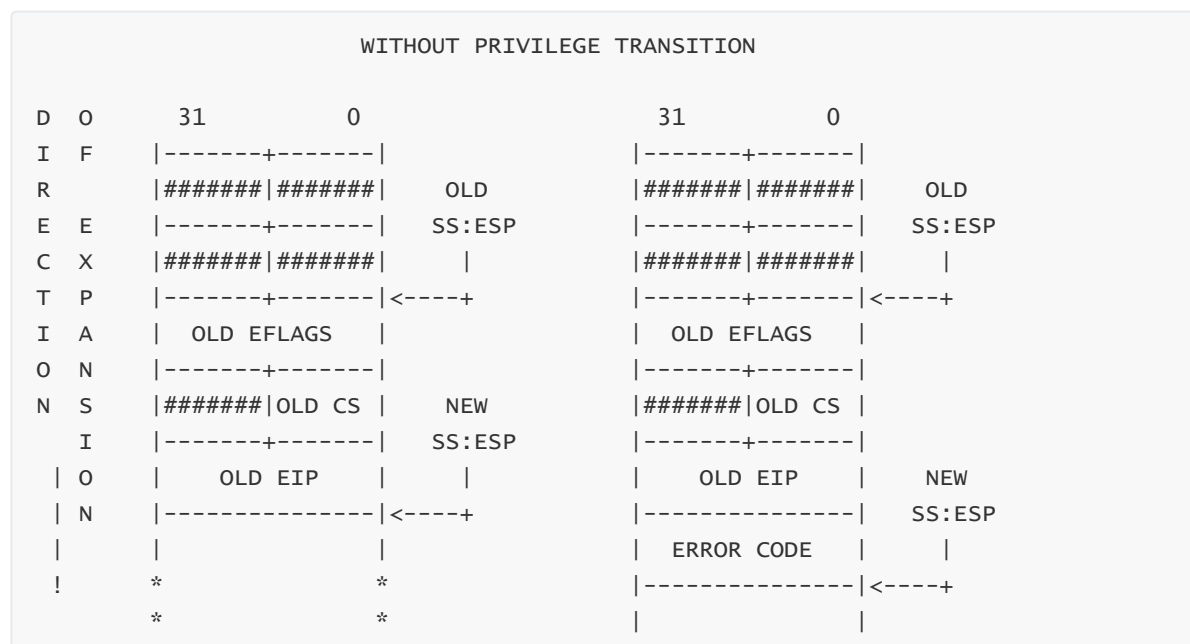 WITHOUT PRIVILEGE TRANSITION

D  O      31          0                     31          0
I  F    |-------+-------|                 |-------+-------|
R       |#######|#######|    OLD          |#######|#######|    OLD
E  E    |-------+-------|   SS:ESP        |-------+-------|   SS:ESP
C  X    |#######|#######|     |           |#######|#######|     |
T  P    |-------+-------|<----+           |-------+-------|<----+
I  A    |  OLD EFLAGS   |                 |  OLD EFLAGS   |
O  N    |-------+-------|                 |-------+-------|
N  S    |#######|OLD CS |    NEW          |#######|OLD CS |
   I    |-------+-------|   SS:ESP        |-------+-------|
 | O    |    OLD EIP    |     |           |    OLD EIP    |    NEW
 | N    |---------------|<----+           |---------------|   SS:ESP
 |      |               |                 |  ERROR CODE   |     |
 !      *               *                 |---------------|<----+
        *               *                 |               |